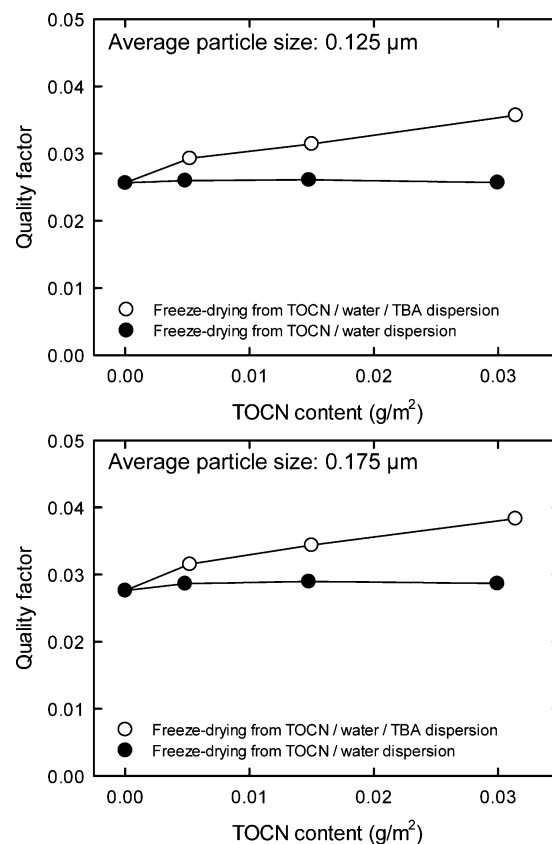 0.05
Average particle size: 0.125 μm
0.04
0.03
0.02
0.01
0.00
Quality factor
Freeze-drying from TOCN / water / TBA dispersion
Freeze-drying from TOCN / water dispersion
0.00 0.01 0.02 0.03
TOCN content (g/m²)
0.05
Average particle size: 0.175 μm
0.04
0.03
0.02
0.01
0.00
Quality factor
Freeze-drying from TOCN / water / TBA dispersion
Freeze-drying from TOCN / water dispersion
0.00 0.01 0.02 0.03
TOCN content (g/m²)